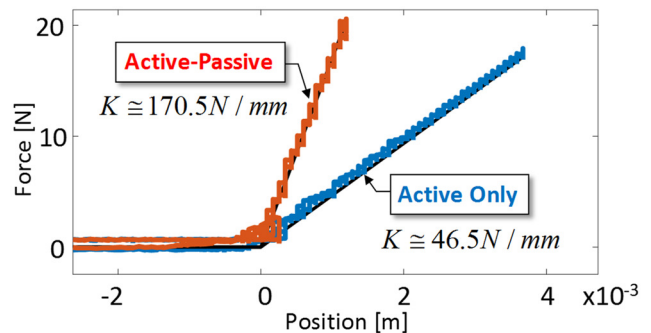 20
Active-Passive
K ≅ 170.5N / mm
Force [N]
10
Active Only
K ≅ 46.5N / mm
0
-2 0 2 4 x10⁻³
Position [m]